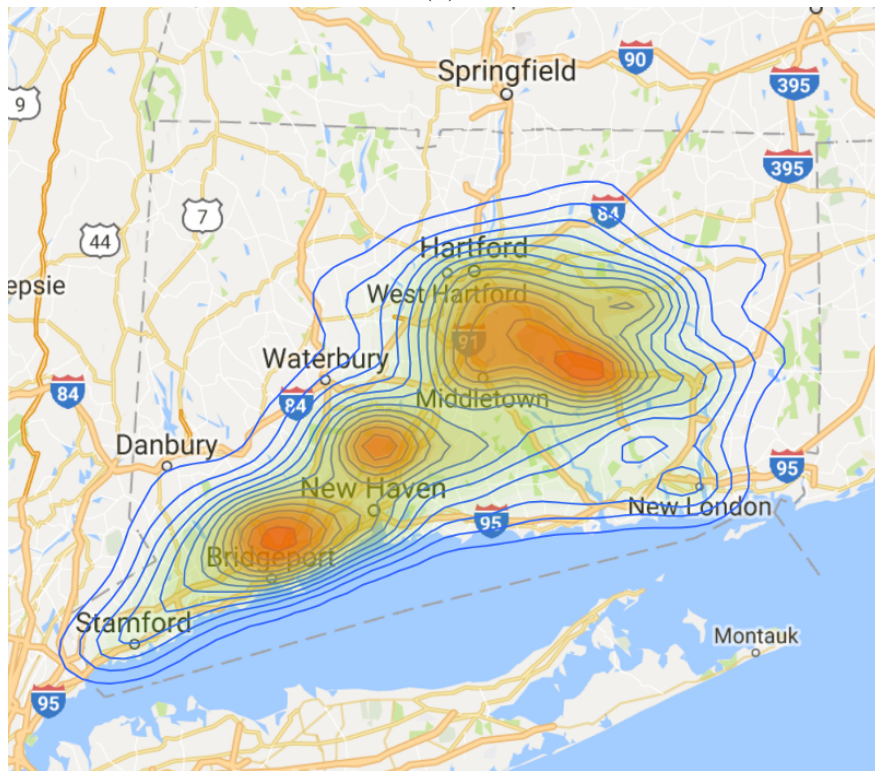 Springfield
90
395
9
395
7
84
44
Hartford
epsie
West Hartford
91
Waterbury
84
84
Middletown
Danbury
95
New Haven
New London
95
Bridgeport
Stamford
Montauk
95